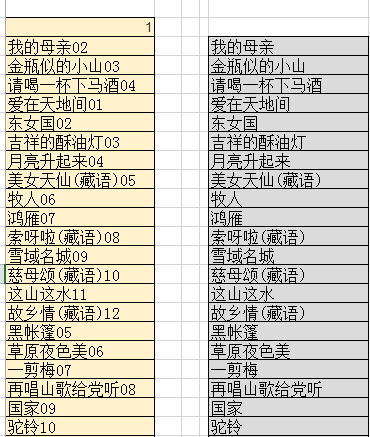 1
我的母亲02 我的母亲
金瓶似的小山03 金瓶似的小山
请喝一杯下马酒04 请喝一杯下马酒
爱在天地间01 爱在天地间
东女国02 东女国
吉祥的酥油灯03 吉祥的酥油灯
月亮升起来04 月亮升起来
美女天仙(藏语)05 美女天仙(藏语)
牧人06 牧人
鸿雁07 鸿雁
索呀啦(藏语)08 索呀啦(藏语)
雪域名城09 雪域名城
慈母颂(藏语)10 慈母颂(藏语)
这山这水11 这山这水
故乡情(藏语)12 故乡情(藏语)
黑帐篷05 黑帐篷
草原夜色美06 草原夜色美
一剪梅07 一剪梅
再唱山歌给党听08 再唱山歌给党听
国家09 国家
驼铃10 驼铃